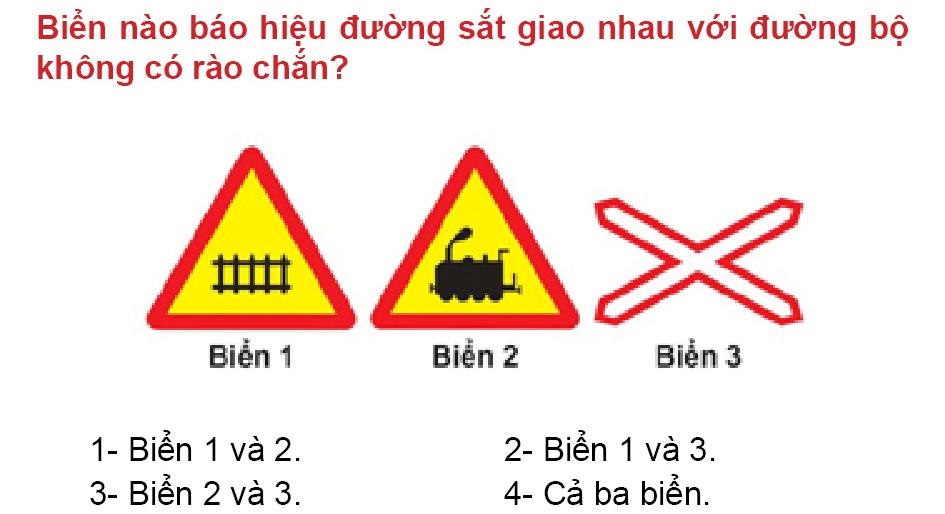 Biển nào báo hiệu đường sắt giao nhau với đường bộ
không có rào chắn?
Biển 1 Biển 2 Biển 3
1- Biển 1 và 2. 2- Biển 1 và 3.
3- Biển 2 và 3. 4- Cả ba biển.